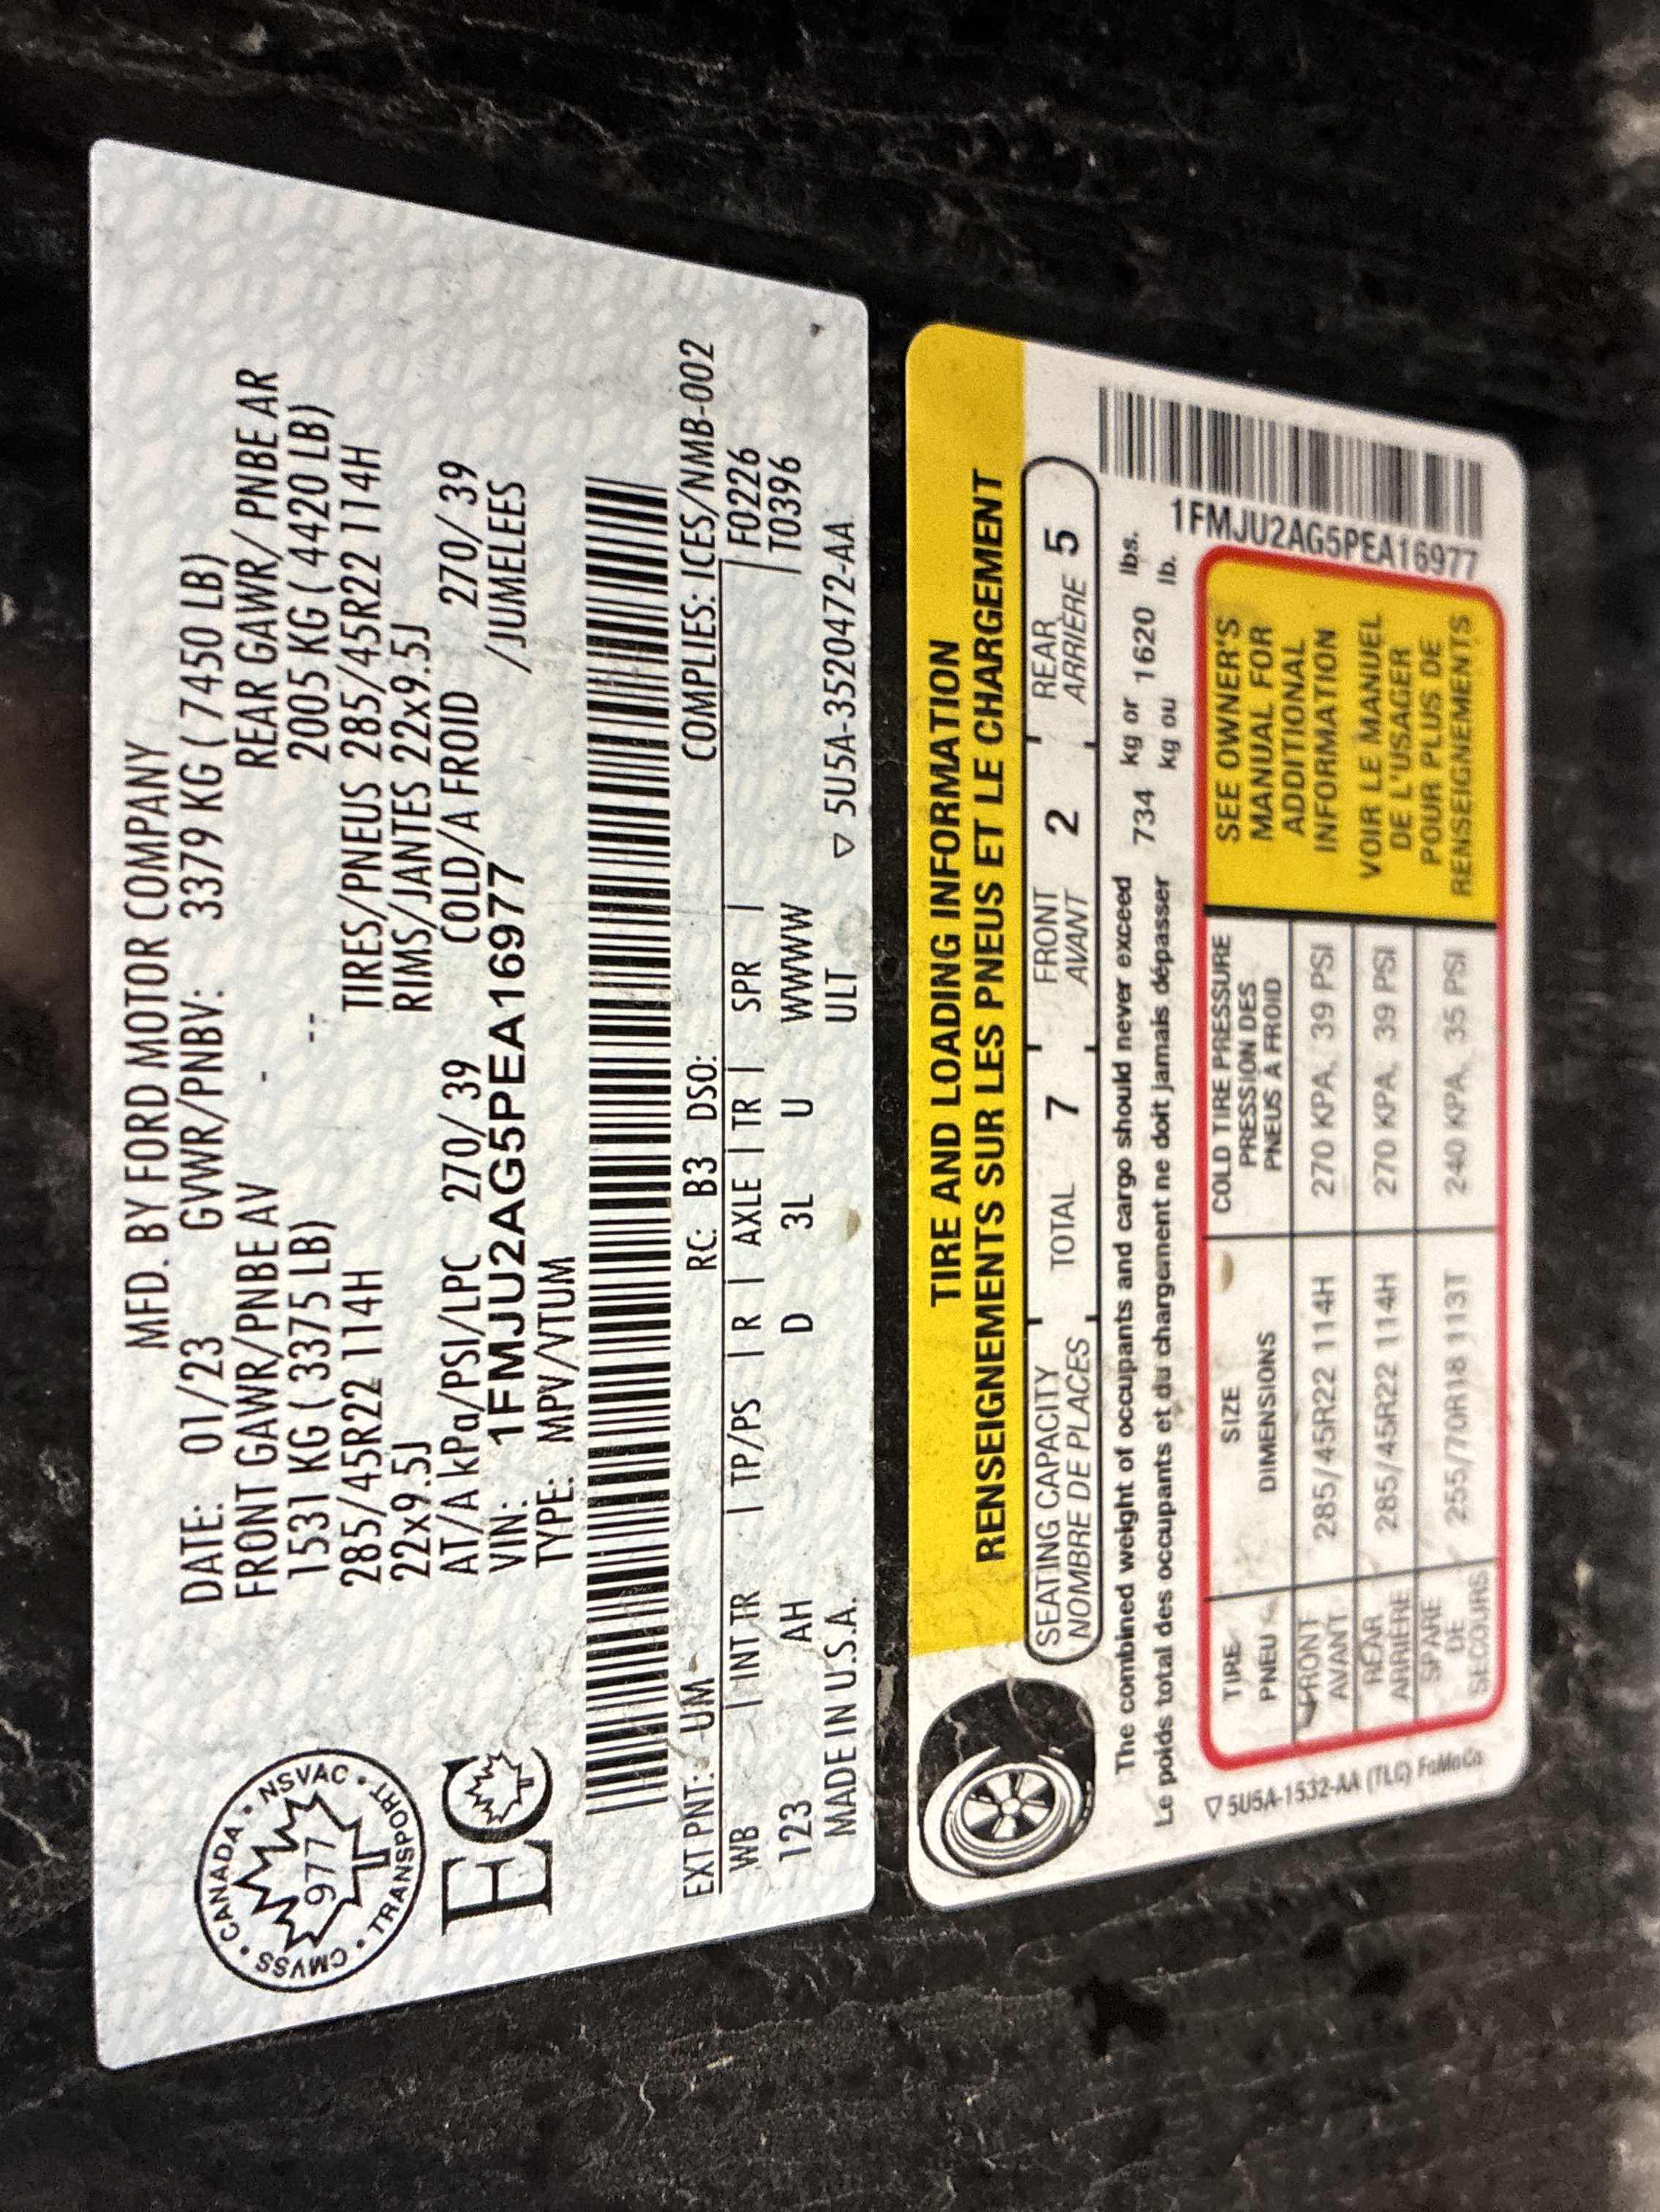 MFD. BY FORD MOTOR COMPANY
DATE: 01/23 GVWR/PNBV: 3379 KG ( 7450 LB)
FRONT GAWR/PNBE AV - REAR GAWR/ PNBE AR
1531 KG ( 3375 LB) -- 2005 KG ( 4420 LB)
285/45R22 114H TIRES/PNEUS 285/45R22 114H
22x9.5J RIMS/JANTES 22x9.5J
AT/A kPa/PSI/LPC 270/ 39 COLD/A FROID 270/ 39
VIN: 1FMJU2AG5PEA16977 /JUMELEES
TYPE: MPV/VTUM
CANADA • NSVAC • TRANSPORT • CMVSS •
977
EC
EXT PNT: UM RC: B3 DSO: COMPLIES: ICES/NMB-002
WB | INT TR | TP/PS | R | AXLE | TR | SPR | F0226
123 AH D 3L U WWWW T0396
MADE IN U.S.A. ULT ▽ 5U5A-3520472-AA
TIRE AND LOADING INFORMATION
RENSEIGNEMENTS SUR LES PNEUS ET LE CHARGEMENT
SEATING CAPACITY TOTAL 7 FRONT 2 REAR 5
NOMBRE DE PLACES AVANT ARRIÈRE
The combined weight of occupants and cargo should never exceed 734 kg or 1620 lbs.
Le poids total des occupants et du chargement ne doit jamais dépasser kg ou lb.
1FMJU2AG5PEA16977
TIRE SIZE COLD TIRE PRESSURE
PNEU DIMENSIONS PRESSION DES
PNEUS À FROID
FRONT 285/45R22 114H 270 KPA, 39 PSI
AVANT
REAR 285/45R22 114H 270 KPA, 39 PSI
ARRIÈRE
SPARE 255/70R18 113T 240 KPA, 35 PSI
DE
SECOURS
SEE OWNER'S
MANUAL FOR
ADDITIONAL
INFORMATION
VOIR LE MANUEL
DE L'USAGER
POUR PLUS DE
RENSEIGNEMENTS
▽ 5U5A-1532-AA (TLC) FoMoCo